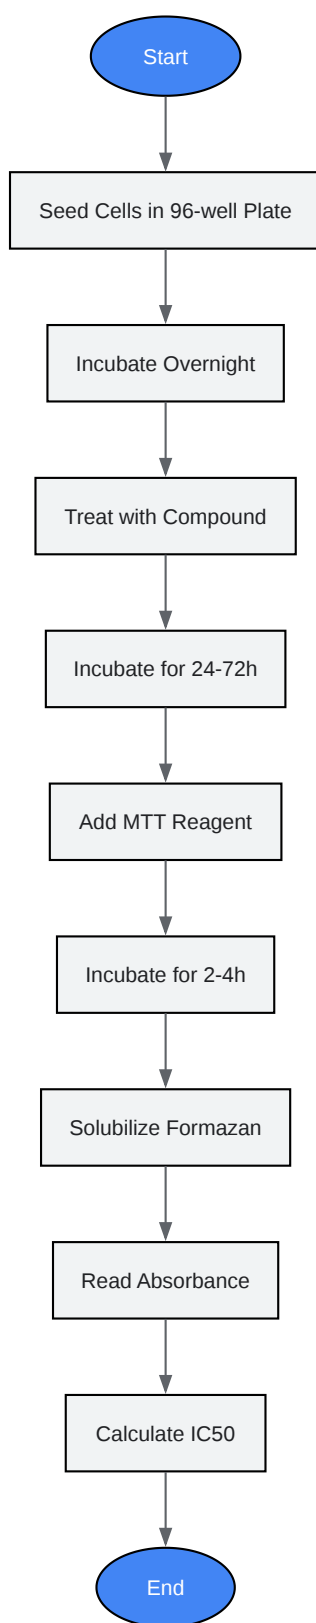 Start
Seed Cells in 96-well Plate
Incubate Overnight
Treat with Compound
Incubate for 24-72h
Add MTT Reagent
Incubate for 2-4h
Solubilize Formazan
Read Absorbance
Calculate IC50
End